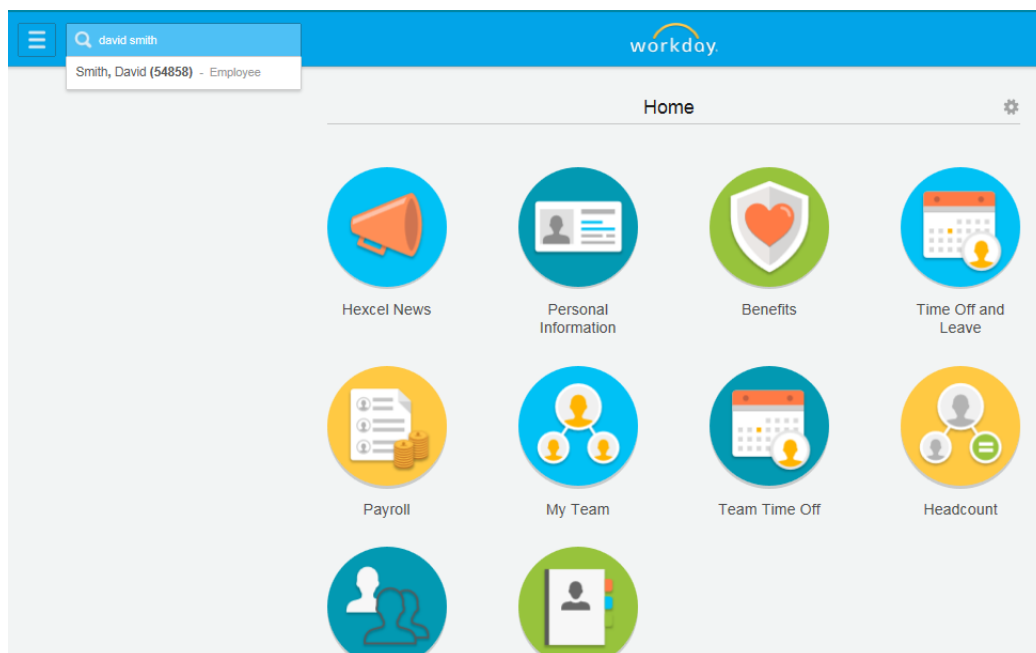 david smith
workday.
Smith, David (54858) - Employee
Home
Hexcel News
Personal
Information
Benefits
Time Off and
Leave
Payroll
My Team
Team Time Off
Headcount